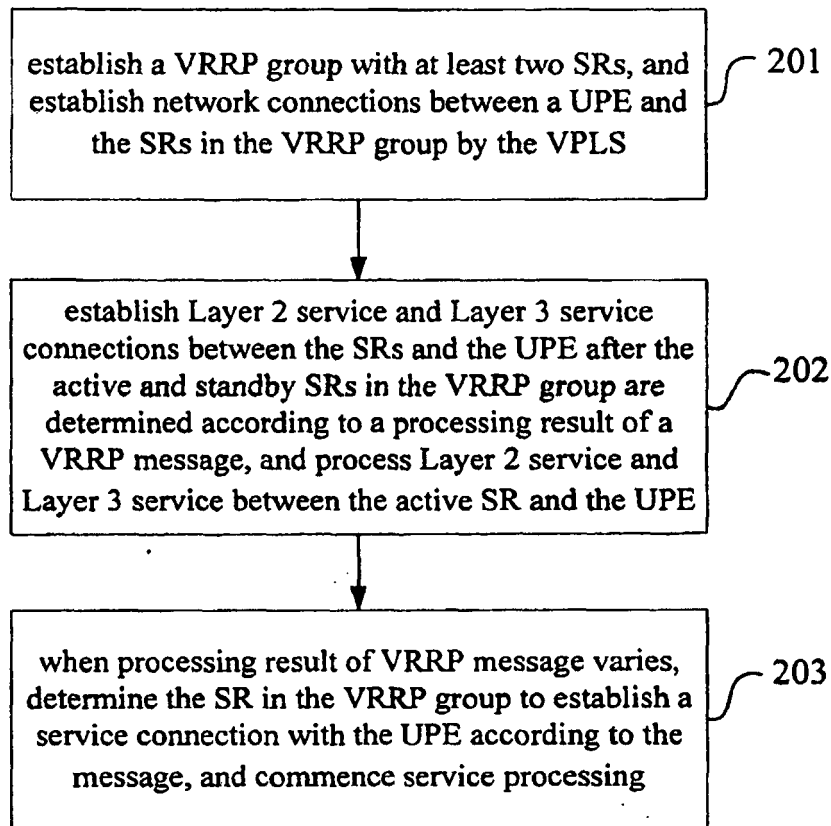 establish a VRRP group with at least two SRs, and
establish network connections between a UPE and
the SRs in the VRRP group by the VPLS
201
establish Layer 2 service and Layer 3 service
connections between the SRs and the UPE after the
active and standby SRs in the VRRP group are
determined according to a processing result of a
VRRP message, and process Layer 2 service and
Layer 3 service between the active SR and the UPE
202
when processing result of VRRP message varies,
determine the SR in the VRRP group to establish a
service connection with the UPE according to the
message, and commence service processing
203